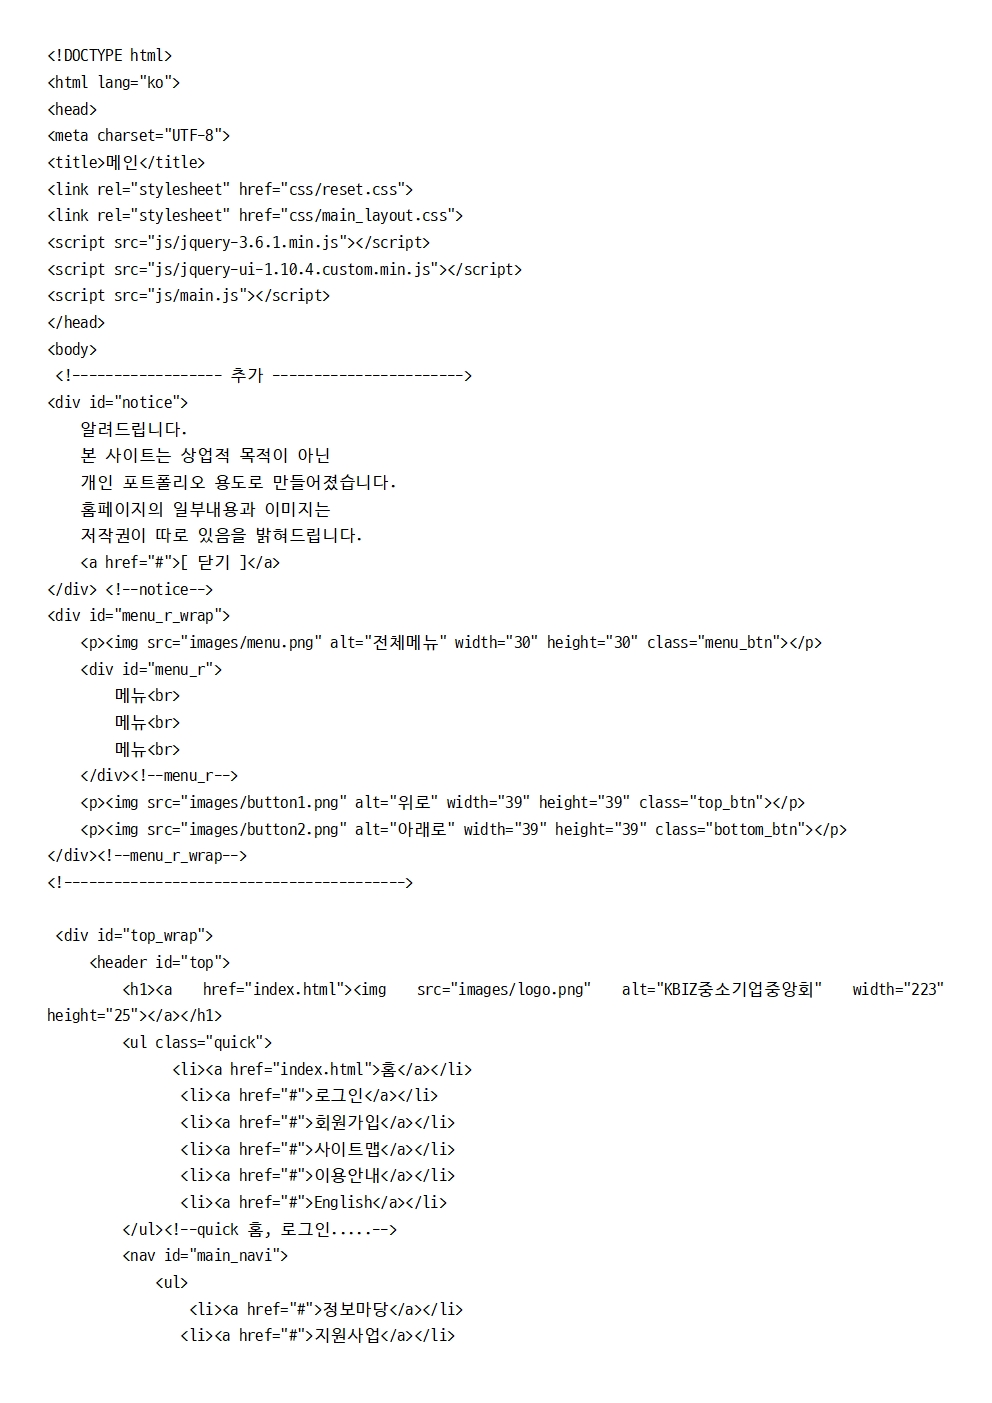 <!DOCTYPE html>
<html lang="ko">
<head>
<meta charset="UTF-8">
<title>메인</title>
<link rel="stylesheet" href="css/reset.css">
<link rel="stylesheet" href="css/main_layout.css">
<script src="js/jquery-3.6.1.min.js"></script>
<script src="js/jquery-ui-1.10.4.custom.min.js"></script>
<script src="js/main.js"></script>
</head>
<body>
 <!------------------ 추가 ----------------------->
<div id="notice">
    알려드립니다.
    본 사이트는 상업적 목적이 아닌
    개인 포트폴리오 용도로 만들어졌습니다.
    홈페이지의 일부내용과 이미지는
    저작권이 따로 있음을 밝혀드립니다.
    <a href="#">[ 닫기 ]</a>
</div> <!--notice-->
<div id="menu_r_wrap">
    <p><img src="images/menu.png" alt="전체메뉴" width="30" height="30" class="menu_btn"></p>
    <div id="menu_r">
        메뉴<br>
        메뉴<br>
        메뉴<br>
    </div><!--menu_r-->
    <p><img src="images/button1.png" alt="위로" width="39" height="39" class="top_btn"></p>
    <p><img src="images/button2.png" alt="아래로" width="39" height="39" class="bottom_btn"></p>
</div><!--menu_r_wrap-->
<!----------------------------------------->

 <div id="top_wrap">
     <header id="top">
         <h1><a href="index.html"><img src="images/logo.png" alt="KBIZ중소기업중앙회" width="223"
height="25"></a></h1>
         <ul class="quick">
               <li><a href="index.html">홈</a></li>
                <li><a href="#">로그인</a></li>
                <li><a href="#">회원가입</a></li>
                <li><a href="#">사이트맵</a></li>
                <li><a href="#">이용안내</a></li>
                <li><a href="#">English</a></li>
         </ul><!--quick 홈, 로그인.....-->
         <nav id="main_navi">
             <ul>
                 <li><a href="#">정보마당</a></li>
                <li><a href="#">지원사업</a></li>